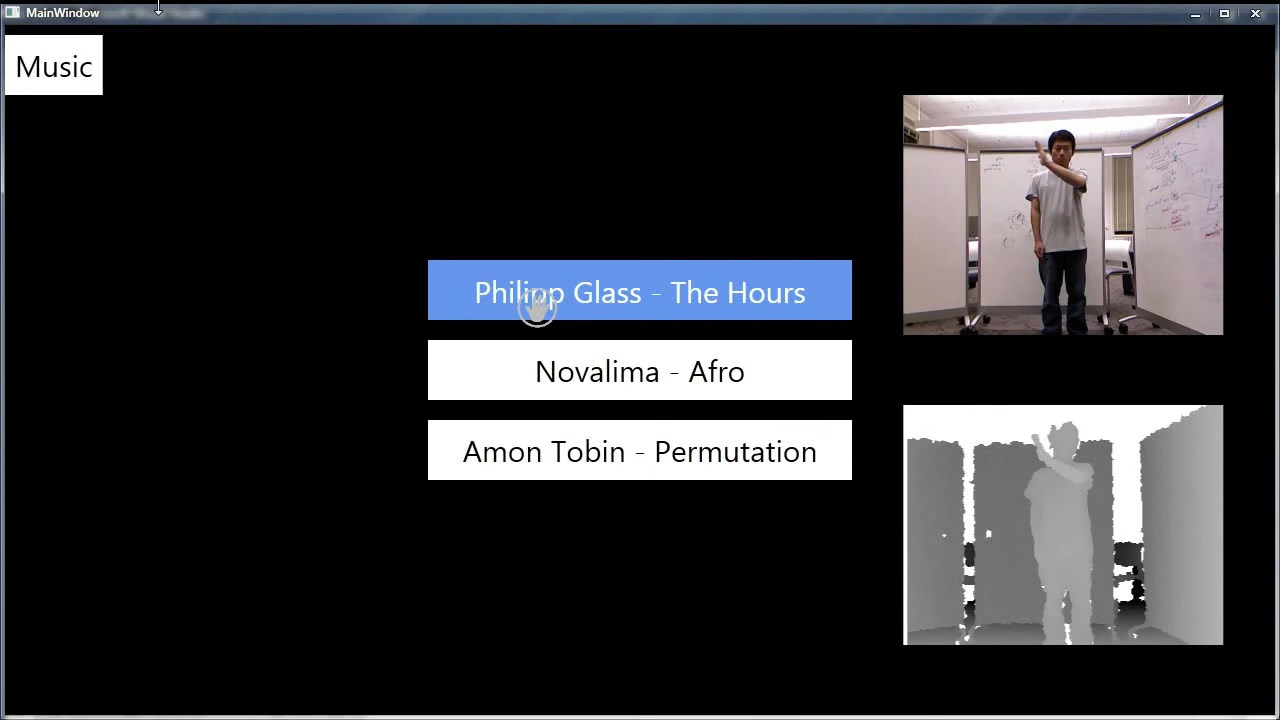 MainWindow
Music
Philipp Glass - The Hours
Novalima - Afro
Amon Tobin - Permutation